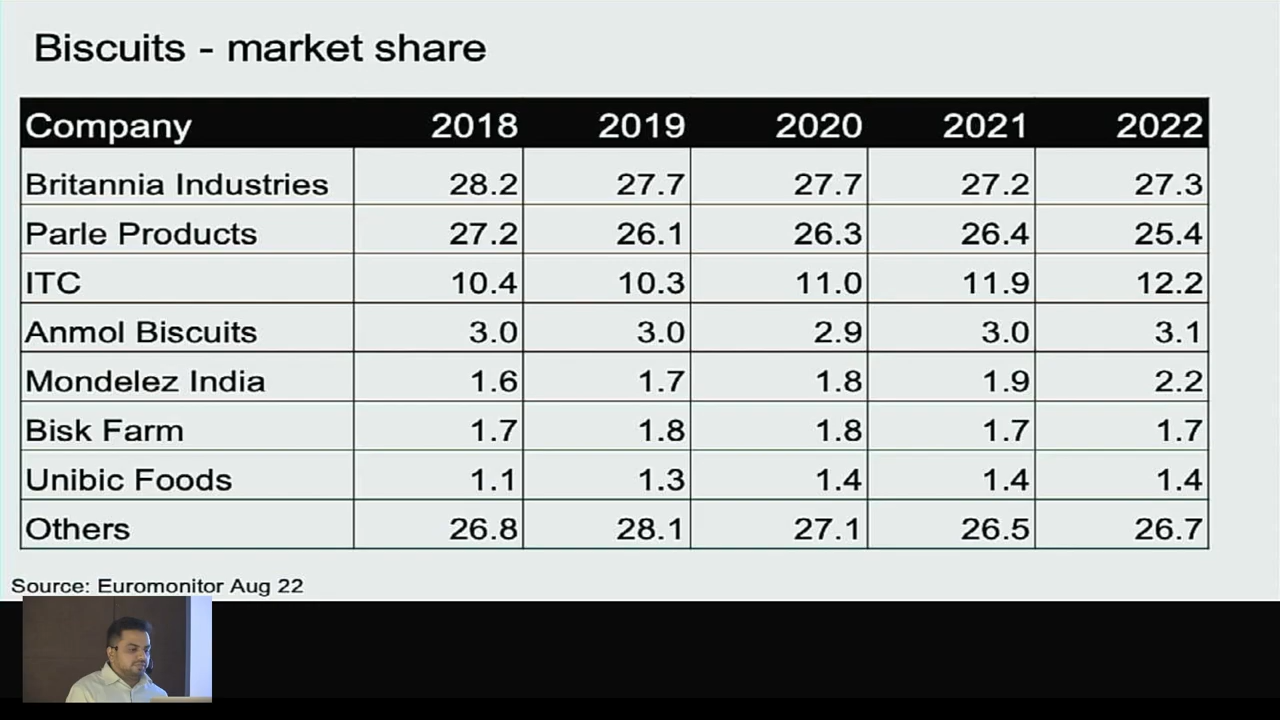 Biscuits - market share
Company 2018 2019 2020 2021 2022
Britannia Industries 28.2 27.7 27.7 27.2 27.3
Parle Products 27.2 26.1 26.3 26.4 25.4
ITC 10.4 10.3 11.0 11.9 12.2
Anmol Biscuits 3.0 3.0 2.9 3.0 3.1
Mondelez India 1.6 1.7 1.8 1.9 2.2
Bisk Farm 1.7 1.8 1.8 1.7 1.7
Unibic Foods 1.1 1.3 1.4 1.4 1.4
Others 26.8 28.1 27.1 26.5 26.7
Source: Euromonitor Aug 22